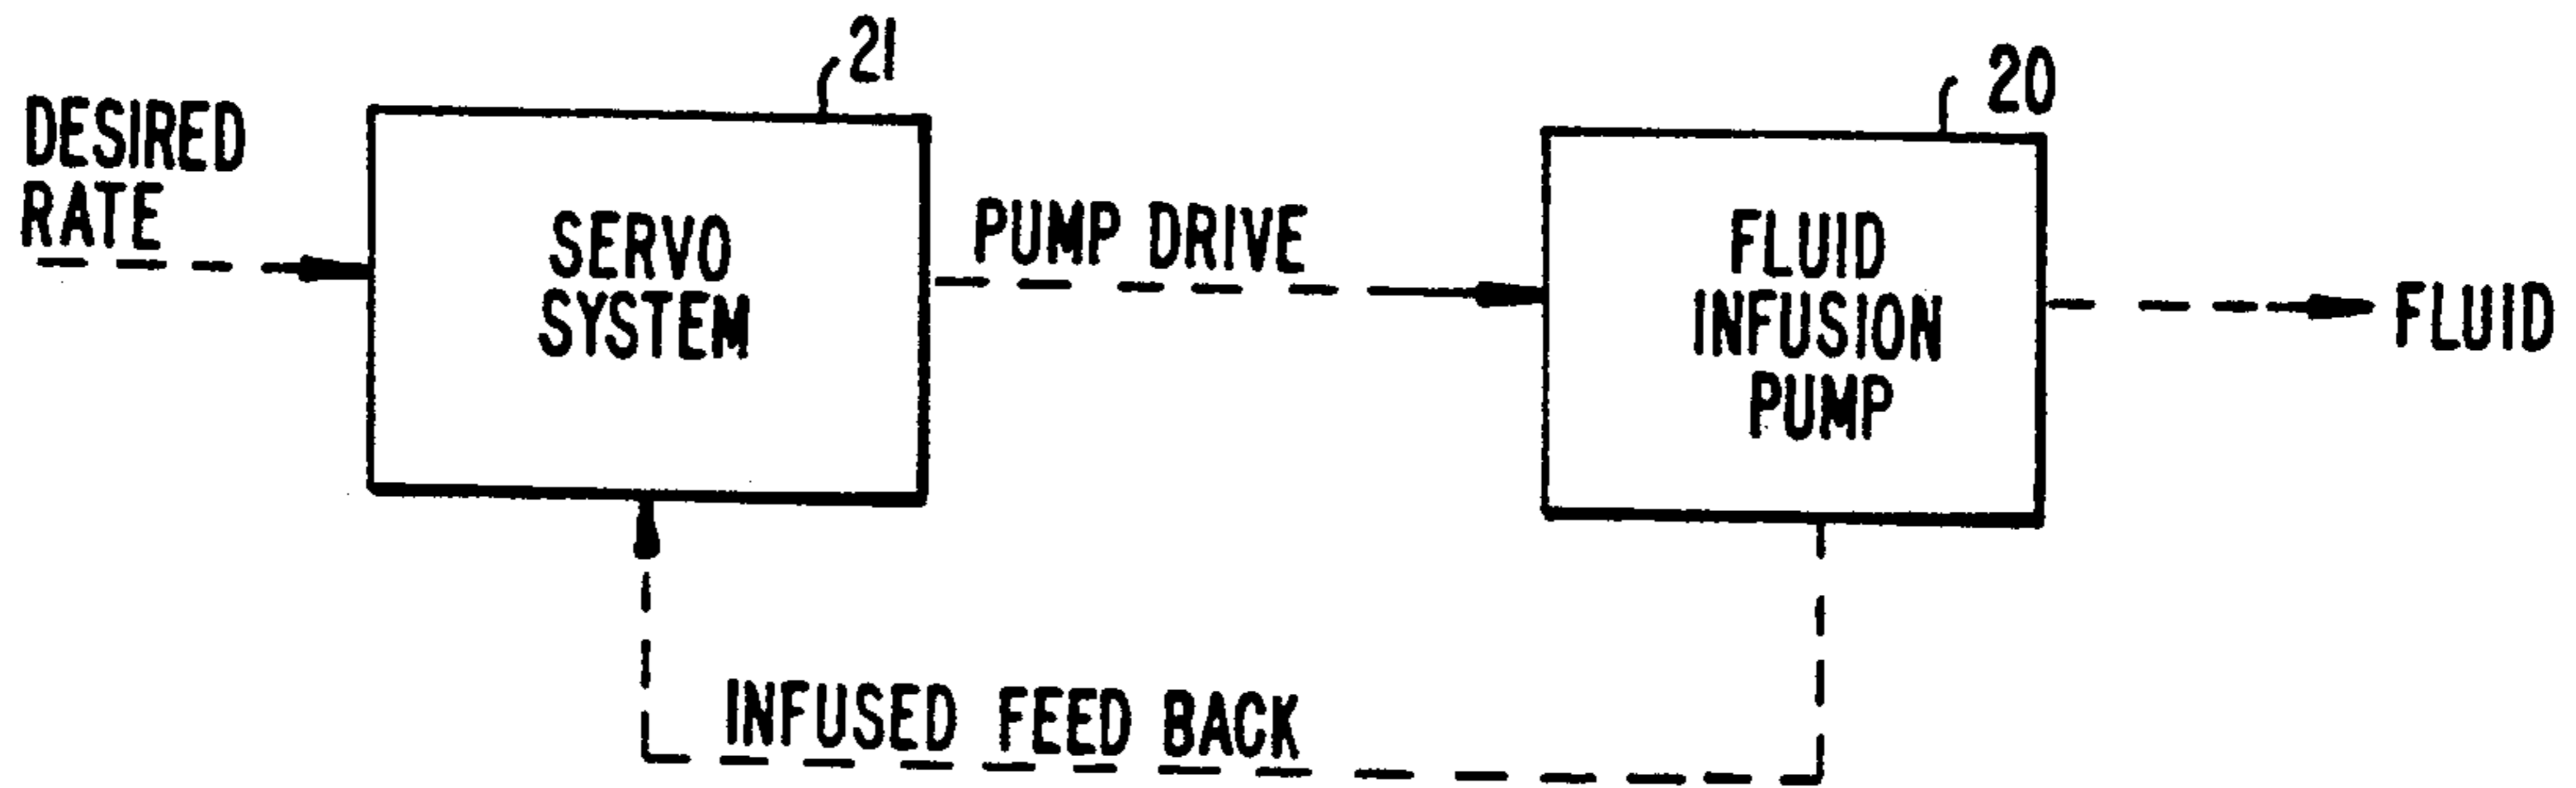 21
20
DESIRED
RATE
SERVO
SYSTEM
PUMP DRIVE
FLUID
INFUSION
PUMP
FLUID
INFUSED FEED BACK